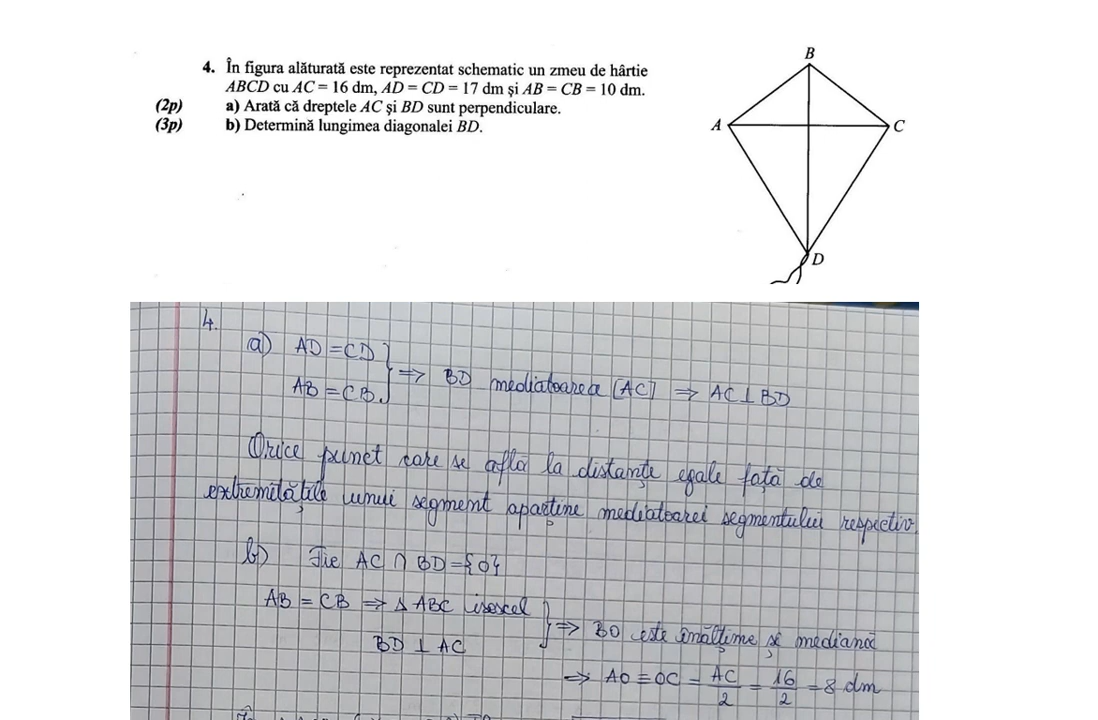 4. În figura alăturată este reprezentat schematic un zmeu de hârtie
ABCD cu AC = 16 dm, AD = CD = 17 dm şi AB = CB = 10 dm.
(2p) a) Arată că dreptele AC şi BD sunt perpendiculare.
(3p) b) Determină lungimea diagonalei BD.
B
A
C
D
4.
a) AD = CD
AB = CB } ⇒ BD mediatoarea [AC] ⇒ AC ⊥ BD
Orice punct care se află la distanțe egale față de
extremitățile unui segment aparține mediatoarei segmentului respectiv.
b) Fie AC ∩ BD = {O}
AB = CB ⇒ Δ ABC isoscel
BD ⊥ AC } ⇒ BO este înălțime și mediană
⇒ AO ≡ OC = AC/2 = 16/2 = 8 dm